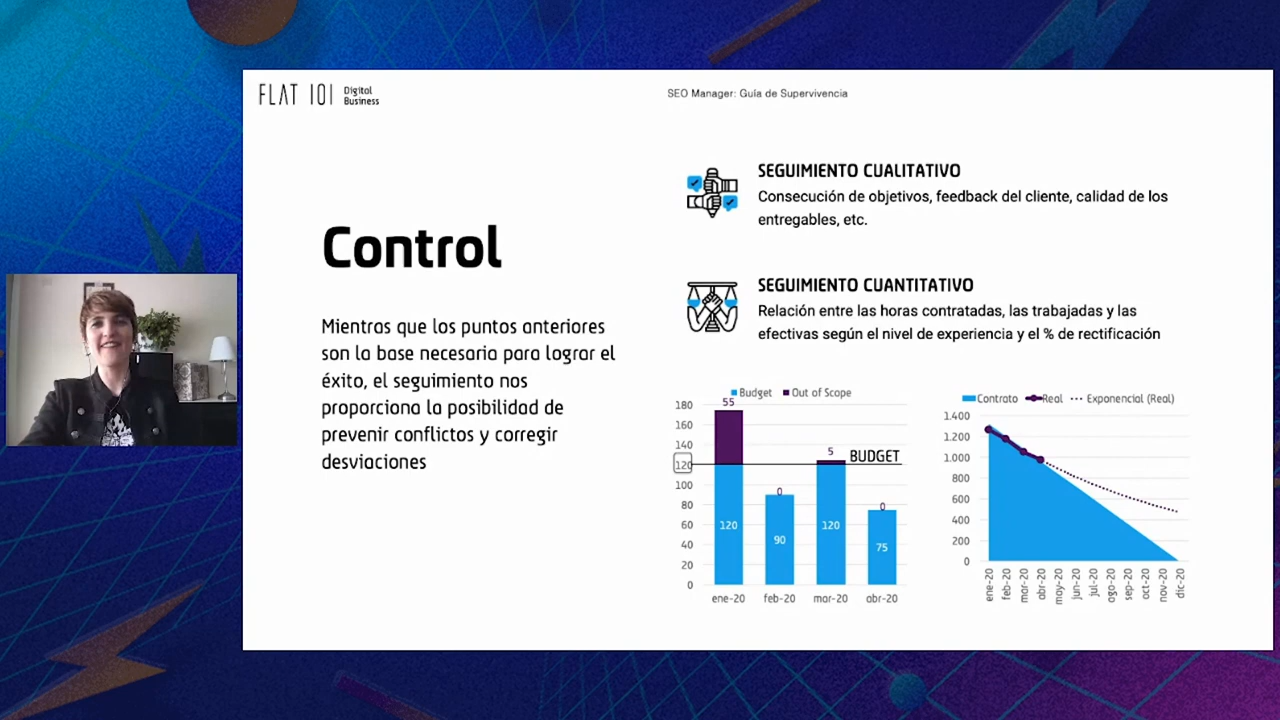 FLAT 101 Digital Business
SEO Manager: Guía de Supervivencia
Control
Mientras que los puntos anteriores
son la base necesaria para lograr el
éxito, el seguimiento nos
proporciona la posibilidad de
prevenir conflictos y corregir
desviaciones
SEGUIMIENTO CUALITATIVO
Consecución de objetivos, feedback del cliente, calidad de los
entregables, etc.
SEGUIMIENTO CUANTITATIVO
Relación entre las horas contratadas, las trabajadas y las
efectivas según el nivel de experiencia y el % de rectificación
Budget Out of Scope
180
160
140
120
100
80
60
40
20
0
55
0
5
0
BUDGET
120
90
120
75
ene-20 feb-20 mar-20 abr-20
Contrato Real Exponencial (Real)
1.400
1.200
1.000
800
600
400
200
0
ene-20
feb-20
mar-20
abr-20
may-20
jun-20
jul-20
ago-20
sep-20
oct-20
nov-20
dic-20